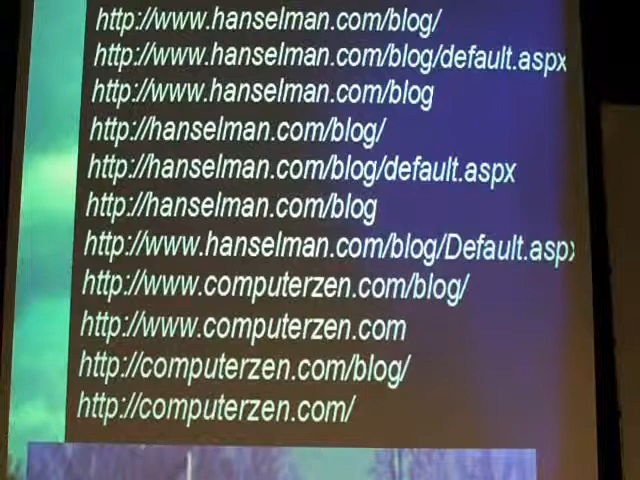 http://www.hanselman.com/blog/
http://www.hanselman.com/blog/default.aspx
http://www.hanselman.com/blog
http://hanselman.com/blog/
http://hanselman.com/blog/default.aspx
http://hanselman.com/blog
http://www.hanselman.com/blog/Default.aspx
http://www.computerzen.com/blog/
http://www.computerzen.com
http://computerzen.com/blog/
http://computerzen.com/